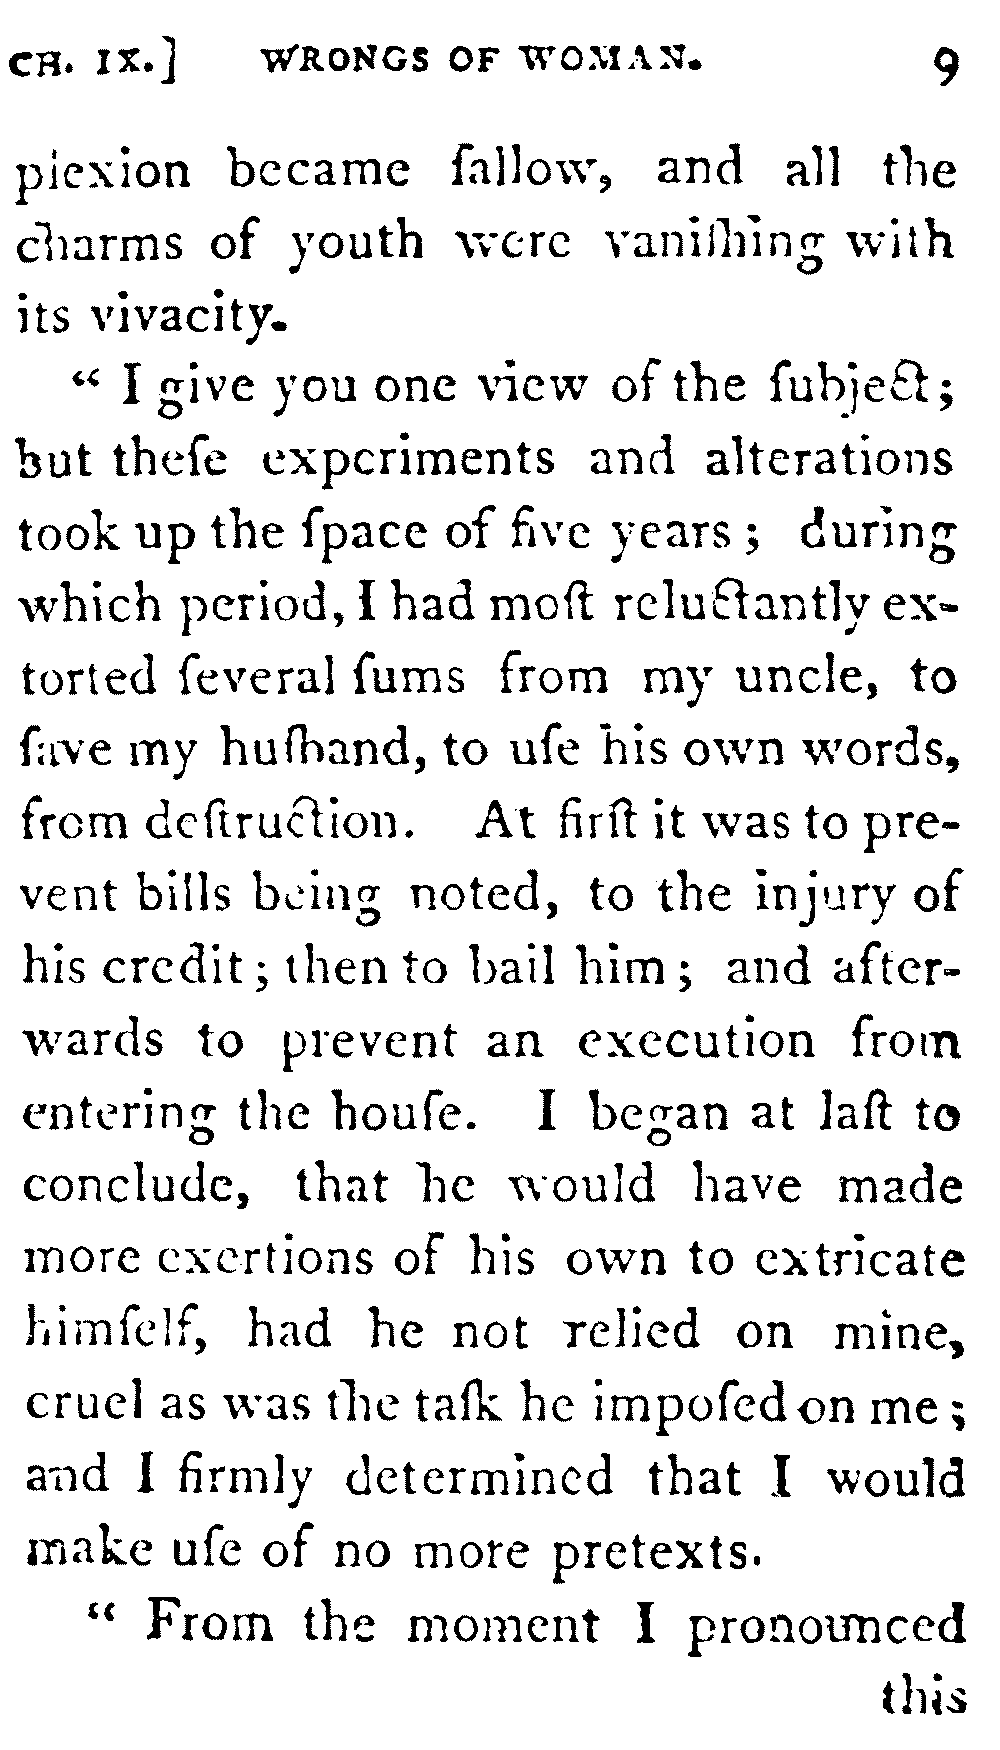 CH. IX.] WRONGS OF WOMAN. 9
plexion became ſallow, and all the
charms of youth were vaniſhing with
its vivacity.
“ I give you one view of the ſubject;
but theſe experiments and alterations
took up the ſpace of five years; during
which period, I had moſt reluctantly ex-
torted ſeveral ſums from my uncle, to
ſave my huſband, to uſe his own words,
from deſtruction. At firſt it was to pre-
vent bills being noted, to the injury of
his credit; then to bail him; and after-
wards to prevent an execution from
entering the houſe. I began at laſt to
conclude, that he would have made
more exertions of his own to extricate
himſelf, had he not relied on mine,
cruel as was the taſk he impoſed on me;
and I firmly determined that I would
make uſe of no more pretexts.
“ From the moment I pronounced
this